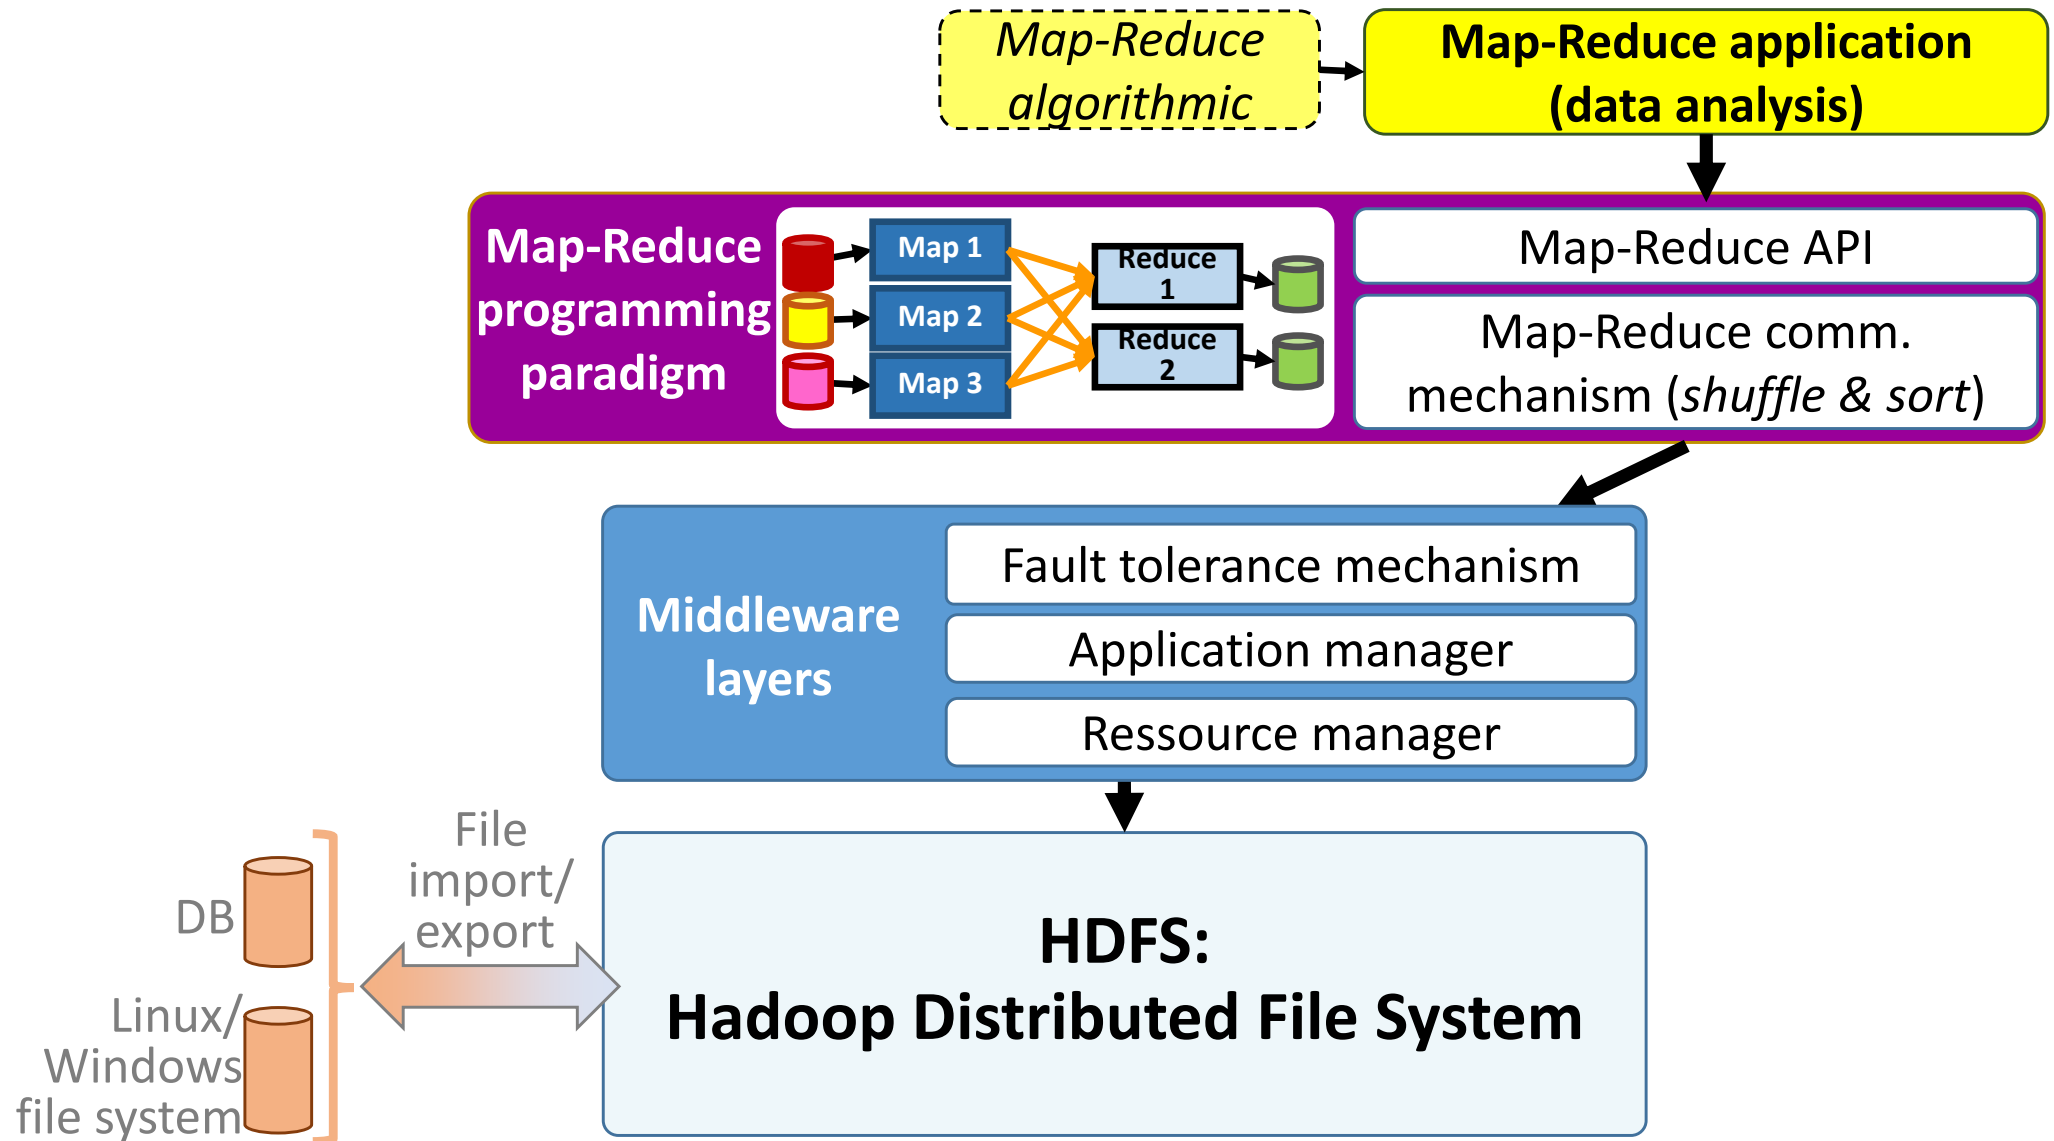 Map-Reduce
algorithmic
Map-Reduce application
(data analysis)
Map-Reduce
programming
paradigm
Map 1
Map 2
Map 3
Reduce
1
Reduce
2
Map-Reduce API
Map-Reduce comm.
mechanism (shuffle & sort)
Middleware
layers
Fault tolerance mechanism
Application manager
Ressource manager
File
import/
export
DB
Linux/
Windows
file system
HDFS:
Hadoop Distributed File System